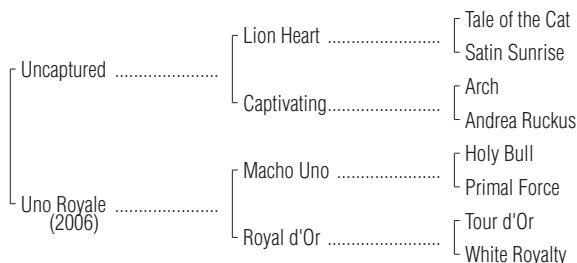 Tale of the Cat
Lion Heart ........................
Satin Sunrise
Uncaptured ......................
Arch
Captivating........................
Andrea Ruckus
Holy Bull
Macho Uno ......................
Primal Force
Uno Royale ......................
(2006)
Tour d'Or
Royal d'Or ........................
White Royalty